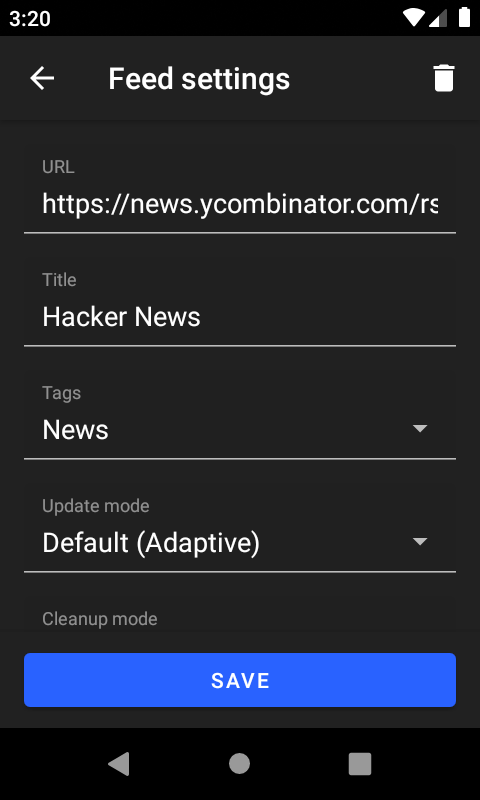 3:20
Feed settings
URL
https://news.ycombinator.com/rs
Title
Hacker News
Tags
News
Update mode
Default (Adaptive)
Cleanup mode
SAVE